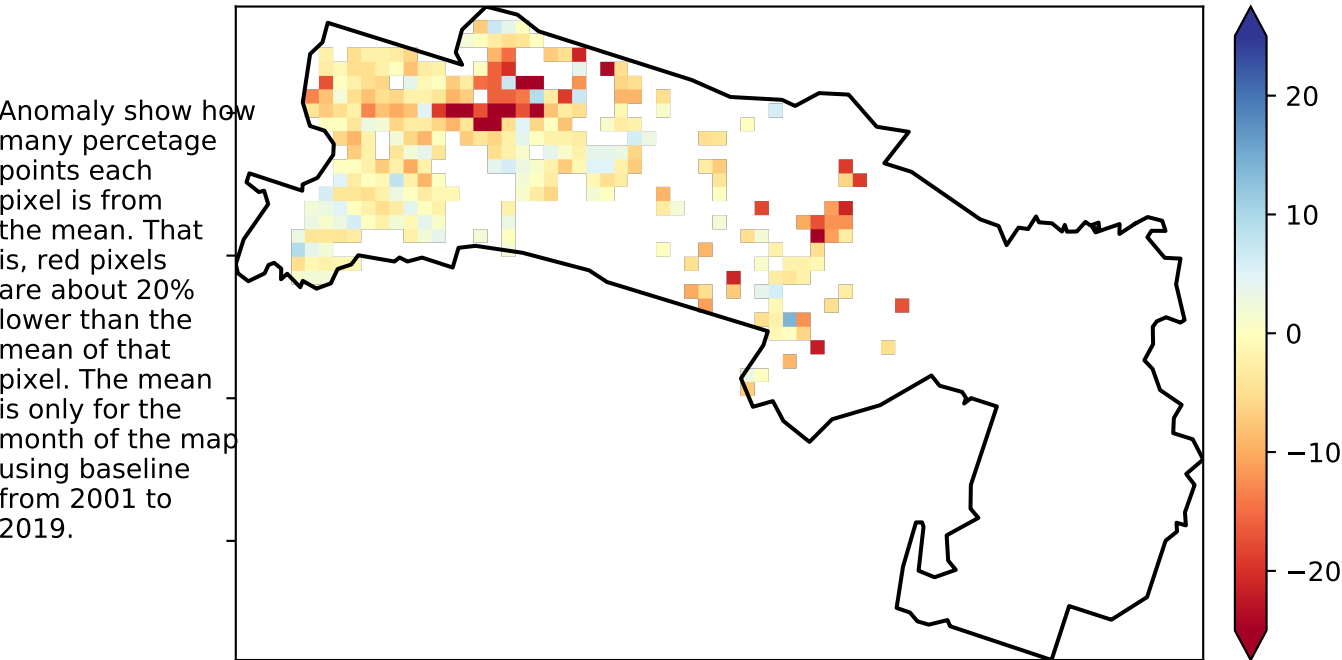 Anomaly show how
many percetage
points each
pixel is from
the mean. That
is, red pixels
are about 20%
lower than the
mean of that
pixel. The mean
is only for the
month of the map
using baseline
from 2001 to
2019.
20
10
0
−10
−20